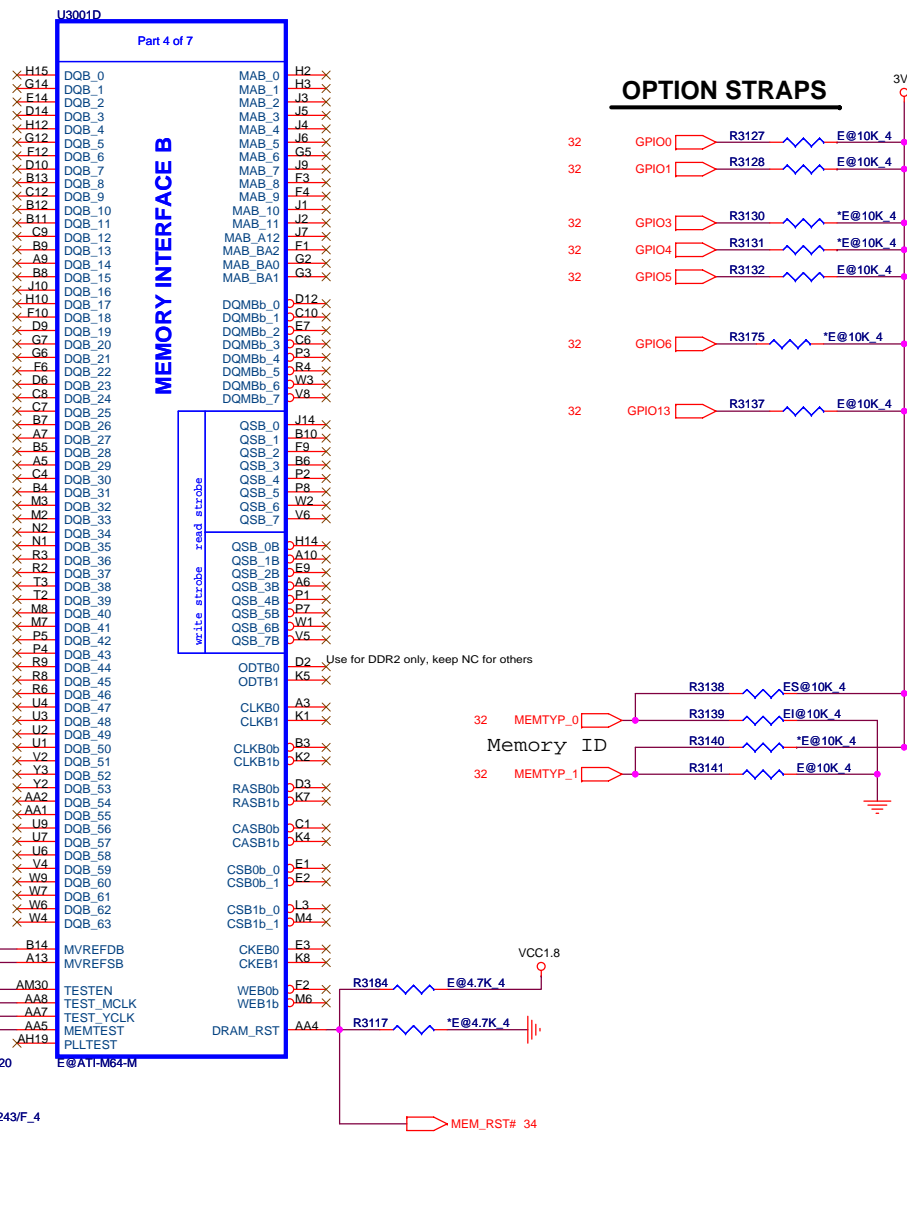 U3001D
Part 4 of 7
H15 DQB_0 MAB_0 H2
G14 DQB_1 MAB_1 H3
E14 DQB_2 MAB_2 J3
D14 DQB_3 MAB_3 J5
H12 DQB_4 MAB_4 J4
G12 DQB_5 MAB_5 J6
F12 DQB_6 MAB_6 G5
D10 DQB_7 MAB_7 J9
B13 DQB_8 MAB_8 F3
C12 DQB_9 MAB_9 F4
B12 DQB_10 MAB_10 J1
B11 DQB_11 MAB_11 J2
C9 DQB_12 MAB_A12 J7
B9 DQB_13 MAB_BA2 F1
A9 DQB_14 MAB_BA0 G2
B8 DQB_15 MAB_BA1 G3
J10 DQB_16
H10 DQB_17 DQMBb_0 D12
F10 DQB_18 DQMBb_1 C10
D9 DQB_19 DQMBb_2 E7
G7 DQB_20 DQMBb_3 C6
G6 DQB_21 DQMBb_4 P3
F6 DQB_22 DQMBb_5 R4
D6 DQB_23 DQMBb_6 W3
C8 DQB_24 DQMBb_7 V8
C7 DQB_25
B7 DQB_26 QSB_0 J14
A7 DQB_27 QSB_1 B10
B5 DQB_28 QSB_2 F9
A5 DQB_29 QSB_3 B6
C4 DQB_30 QSB_4 P2
B4 DQB_31 QSB_5 P8
M3 DQB_32 QSB_6 W2
M2 DQB_33 QSB_7 V6
N2 DQB_34
N1 DQB_35 QSB_0B H14
R3 DQB_36 QSB_1B A10
R2 DQB_37 QSB_2B E9
T3 DQB_38 QSB_3B A6
T2 DQB_39 QSB_4B P1
M8 DQB_40 QSB_5B P7
M7 DQB_41 QSB_6B W1
P5 DQB_42 QSB_7B V5
P4 DQB_43
R9 DQB_44 ODTB0 D2
R8 DQB_45 ODTB1 K5
R6 DQB_46
U4 DQB_47 CLKB0 A3
U3 DQB_48 CLKB1 K1
U2 DQB_49
U1 DQB_50 CLKB0b B3
V2 DQB_51 CLKB1b K2
Y3 DQB_52
Y2 DQB_53 RASB0b D3
AA2 DQB_54 RASB1b K7
AA1 DQB_55
U9 DQB_56 CASB0b C1
U7 DQB_57 CASB1b K4
U6 DQB_58
V4 DQB_59 CSB0b_0 E1
W9 DQB_60 CSB0b_1 E2
W7 DQB_61
W6 DQB_62 CSB1b_0 L3
W4 DQB_63 CSB1b_1 M4
B14 MVREFDB CKEB0 E3
A13 MVREFSB CKEB1 K8
AM30 TESTEN WEB0b F2
AA8 TEST_MCLK WEB1b M6
AA7 TEST_YCLK
AA5 MEMTEST DRAM_RST AA4
AH19 PLLTEST
MEMORY INTERFACE B
read strobe
write strobe
20
E@ATI-M64-M
243/F_4
Use for DDR2 only, keep NC for others
OPTION STRAPS
3V
32 GPIO0 R3127 E@10K_4
32 GPIO1 R3128 E@10K_4
32 GPIO3 R3130 *E@10K_4
32 GPIO4 R3131 *E@10K_4
32 GPIO5 R3132 E@10K_4
32 GPIO6 R3175 *E@10K_4
32 GPIO13 R3137 E@10K_4
R3138 ES@10K_4
32 MEMTYP_0 R3139 EI@10K_4
Memory ID R3140 *E@10K_4
32 MEMTYP_1 R3141 E@10K_4
VCC1.8
R3184 E@4.7K_4
R3117 *E@4.7K_4
MEM_RST# 34